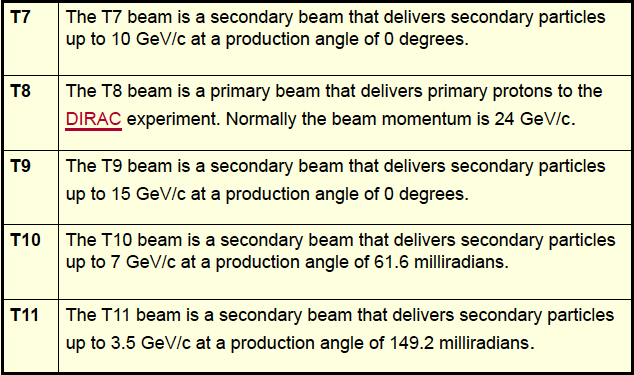 T7 The T7 beam is a secondary beam that delivers secondary particles
up to 10 GeV/c at a production angle of 0 degrees.
T8 The T8 beam is a primary beam that delivers primary protons to the
DIRAC experiment. Normally the beam momentum is 24 GeV/c.
T9 The T9 beam is a secondary beam that delivers secondary particles
up to 15 GeV/c at a production angle of 0 degrees.
T10 The T10 beam is a secondary beam that delivers secondary particles
up to 7 GeV/c at a production angle of 61.6 milliradians.
T11 The T11 beam is a secondary beam that delivers secondary particles
up to 3.5 GeV/c at a production angle of 149.2 milliradians.